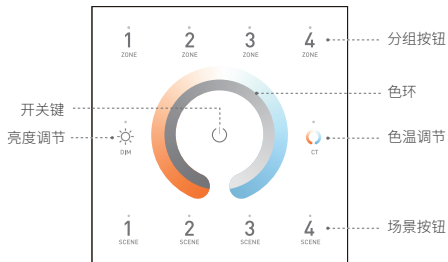 1 2 3 4
ZONE ZONE ZONE ZONE
分组按钮
色环
开关键
亮度调节
DIM
CT
色温调节
1 2 3 4
SCENE SCENE SCENE SCENE
场景按钮